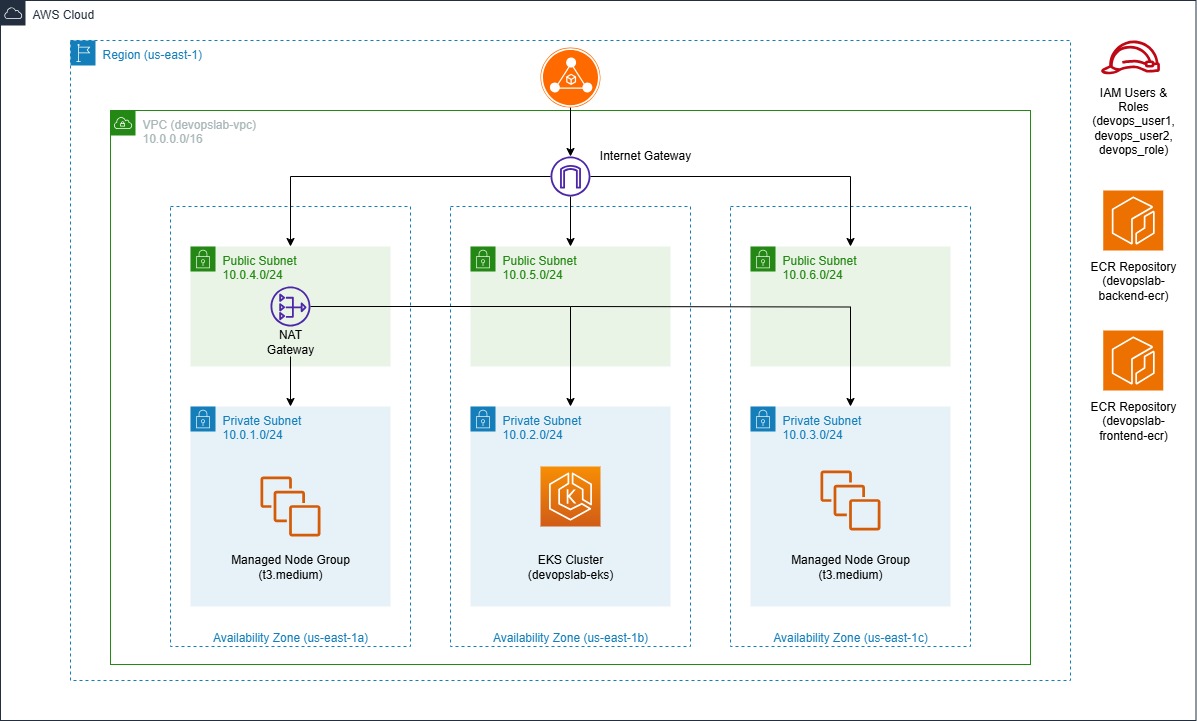 AWS Cloud
Region (us-east-1)
VPC (devopslab-vpc)
10.0.0.0/16
Internet Gateway
Public Subnet
10.0.4.0/24
NAT
Gateway
Public Subnet
10.0.5.0/24
Public Subnet
10.0.6.0/24
Private Subnet
10.0.1.0/24
Managed Node Group
(t3.medium)
Availability Zone (us-east-1a)
Private Subnet
10.0.2.0/24
K
EKS Cluster
(devopslab-eks)
Availability Zone (us-east-1b)
Private Subnet
10.0.3.0/24
Managed Node Group
(t3.medium)
Availability Zone (us-east-1c)
IAM Users &
Roles
(devops_user1,
devops_user2,
devops_role)
ECR Repository
(devopslab-
backend-ecr)
ECR Repository
(devopslab-
frontend-ecr)